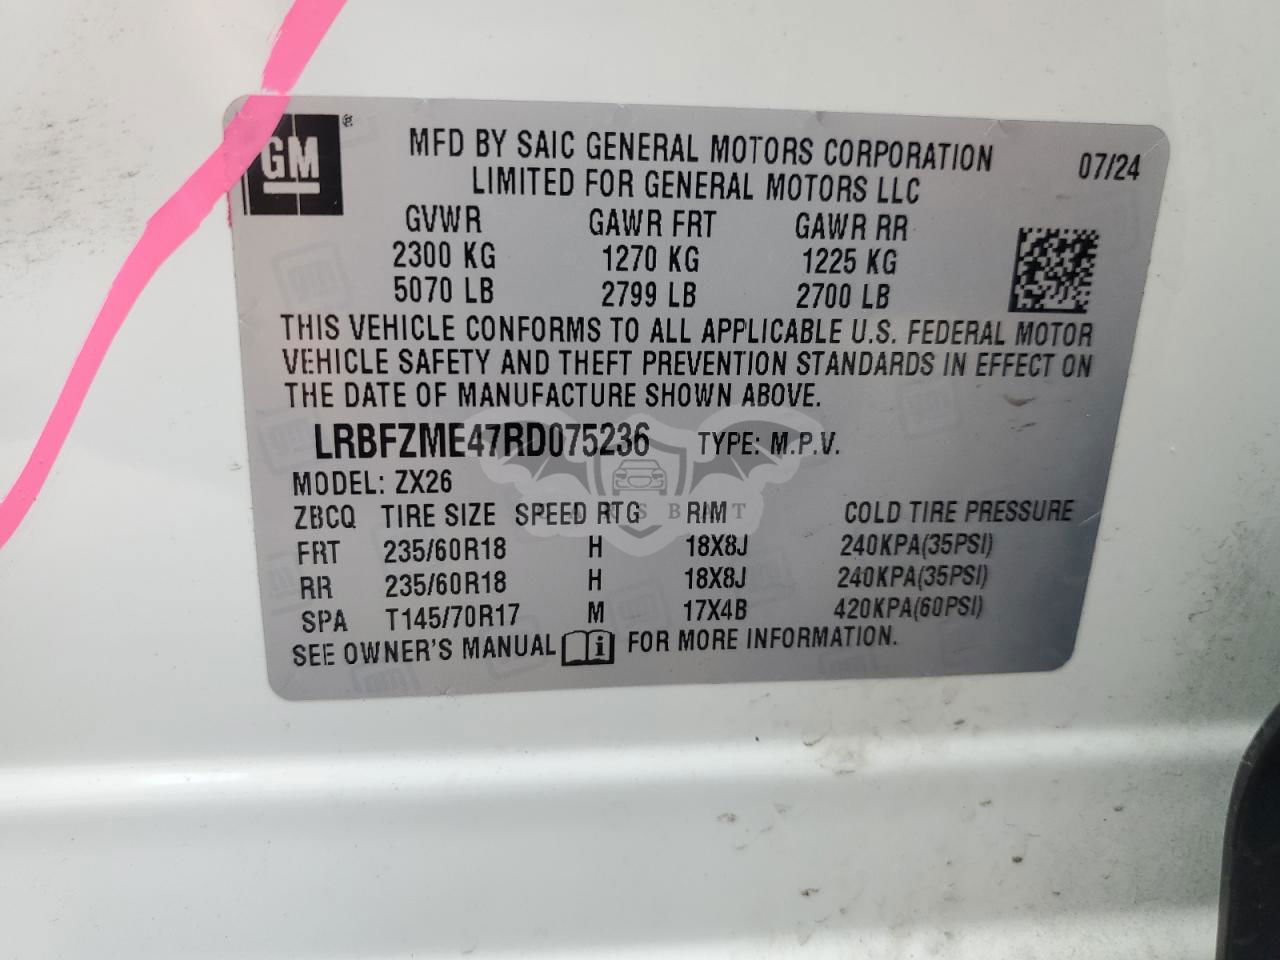 GM
MFD BY SAIC GENERAL MOTORS CORPORATION 07/24
LIMITED FOR GENERAL MOTORS LLC
GVWR GAWR FRT GAWR RR
2300 KG 1270 KG 1225 KG
5070 LB 2799 LB 2700 LB
THIS VEHICLE CONFORMS TO ALL APPLICABLE U.S. FEDERAL MOTOR
VEHICLE SAFETY AND THEFT PREVENTION STANDARDS IN EFFECT ON
THE DATE OF MANUFACTURE SHOWN ABOVE.
LRBFZME47RD075236 TYPE: M.P.V.
MODEL: ZX26
ZBCQ TIRE SIZE SPEED RTG RIM COLD TIRE PRESSURE
FRT 235/60R18 H 18X8J 240KPA(35PSI)
RR 235/60R18 H 18X8J 240KPA(35PSI)
SPA T145/70R17 M 17X4B 420KPA(60PSI)
SEE OWNER'S MANUAL FOR MORE INFORMATION.